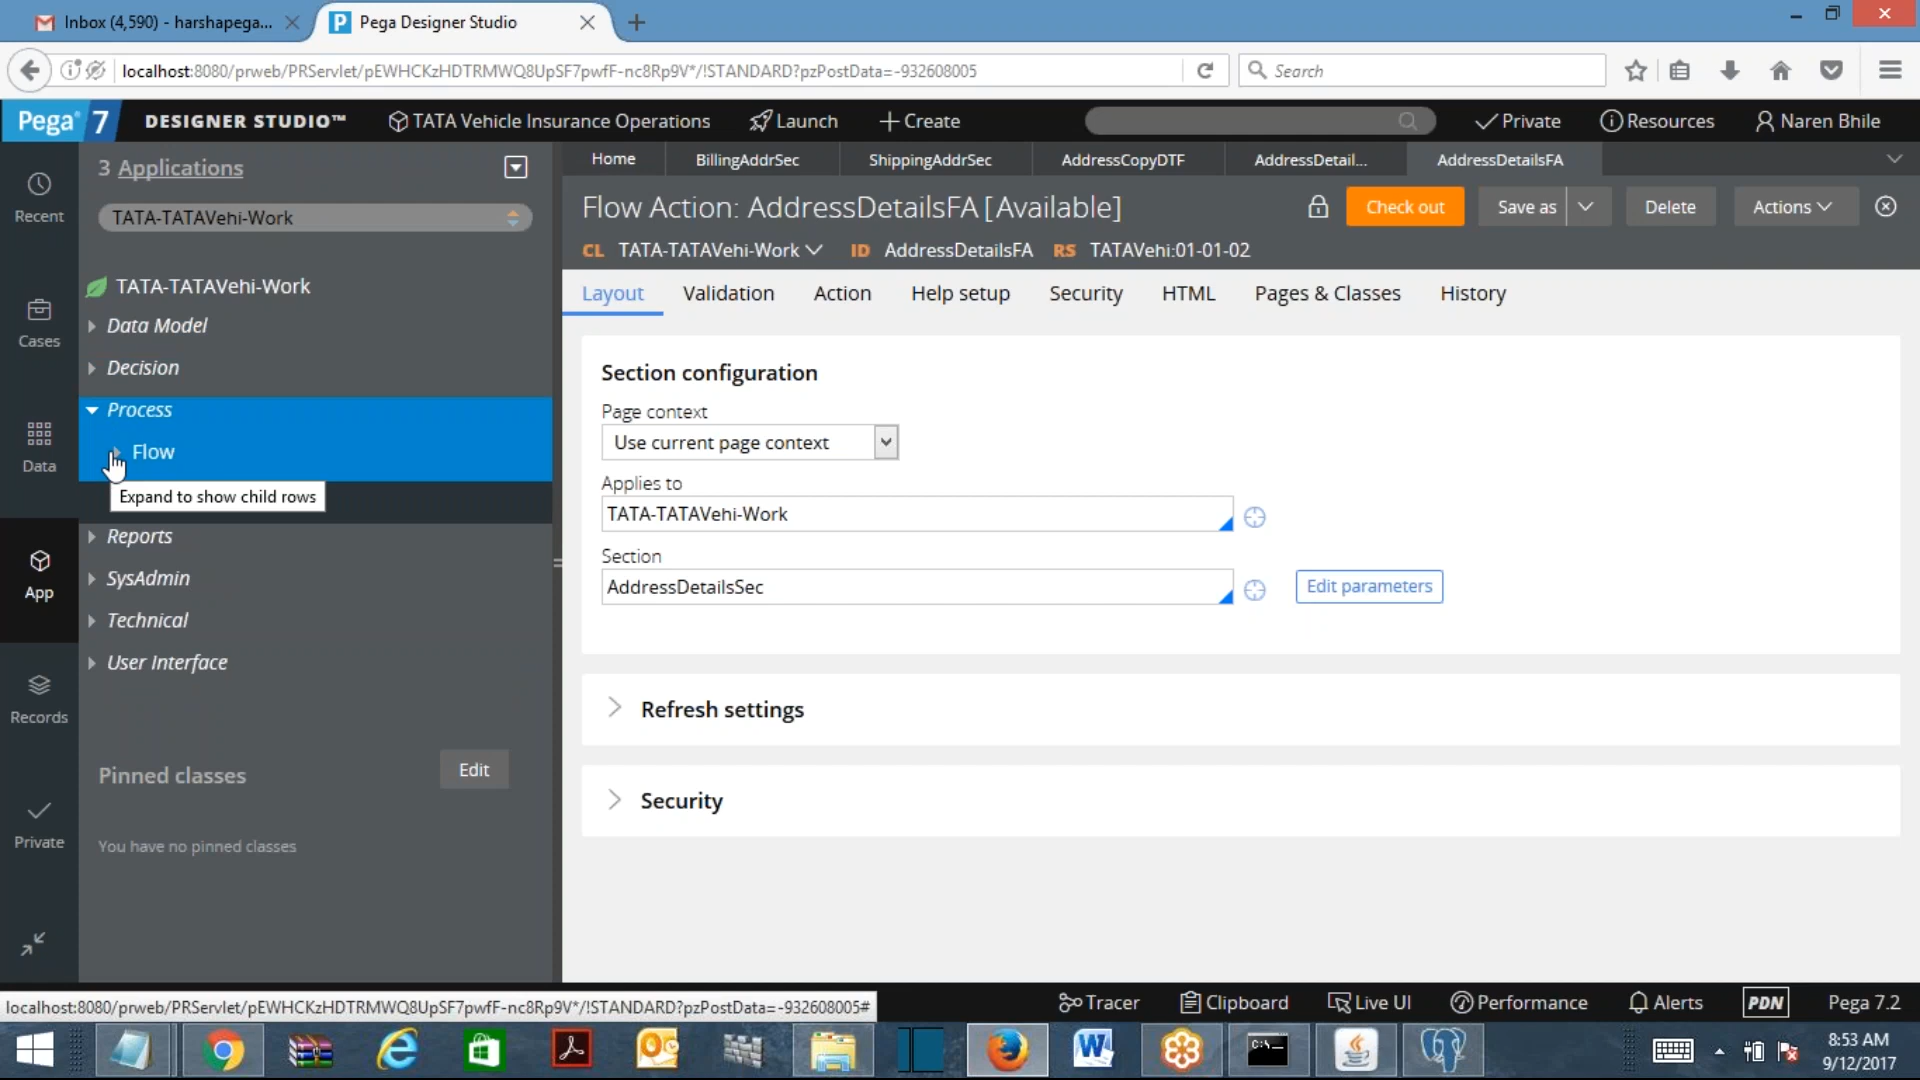 Inbox (4,590) - harshapega...
Pega Designer Studio
localhost:8080/prweb/PRServlet/pEWHCKzHDTRMWQ8UpSF7pwfF-nc8Rp9V*/!STANDARD?pzPostData=-932608005
Search
Pega 7
DESIGNER STUDIO™
TATA Vehicle Insurance Operations
Launch
Create
Private
Resources
Naren Bhile
3 Applications
Home
BillingAddrSec
ShippingAddrSec
AddressCopyDTF
AddressDetail...
AddressDetailsFA
Recent
TATA-TATAVehi-Work
Flow Action: AddressDetailsFA [Available]
Check out
Save as
Delete
Actions
CL TATA-TATAVehi-Work ID AddressDetailsFA RS TATAVehi:01-01-02
TATA-TATAVehi-Work
Layout
Validation
Action
Help setup
Security
HTML
Pages & Classes
History
Data Model
Cases
Decision
Section configuration
Process
Page context
Flow
Use current page context
Data
Expand to show child rows
Applies to
TATA-TATAVehi-Work
Reports
Section
SysAdmin
AddressDetailsSec
Edit parameters
App
Technical
User Interface
Records
Refresh settings
Pinned classes
Edit
Security
Private
You have no pinned classes
localhost:8080/prweb/PRServlet/pEWHCKzHDTRMWQ8UpSF7pwfF-nc8Rp9V*/!STANDARD?pzPostData=-932608005#
Tracer
Clipboard
Live UI
Performance
Alerts
PDN
Pega 7.2
8:53 AM
9/12/2017